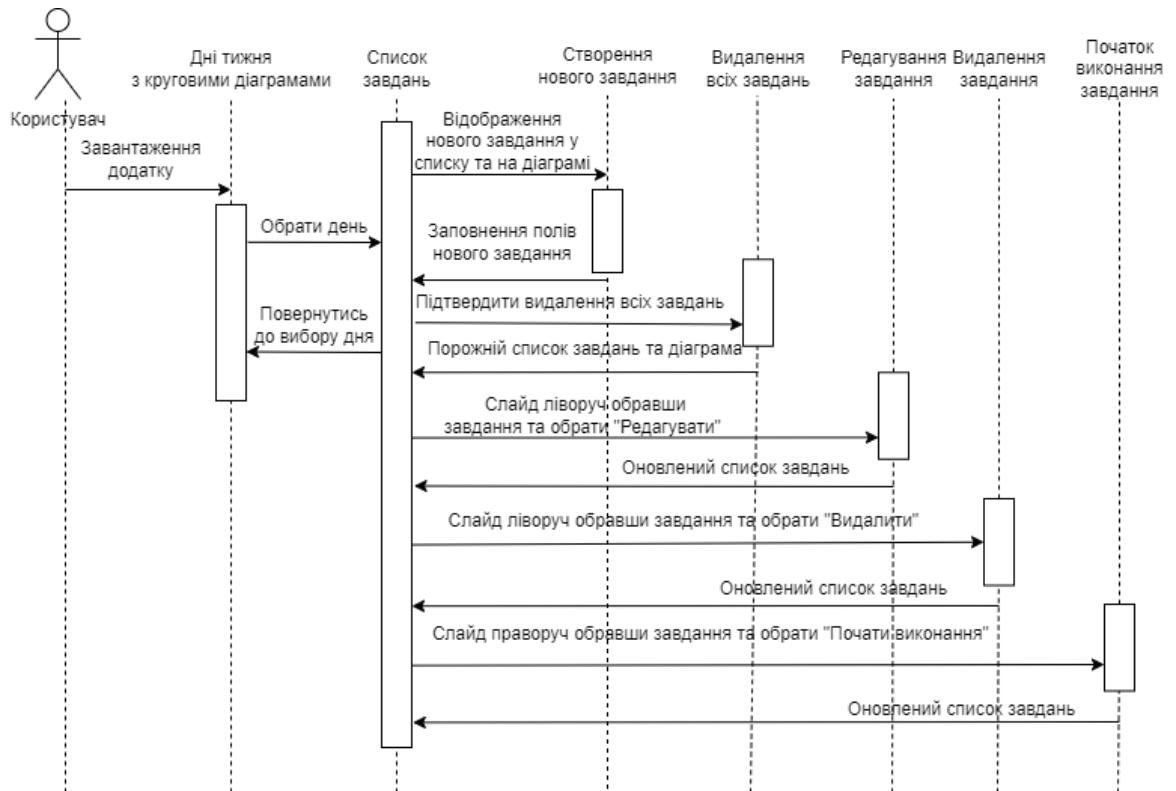 Користувач
Дні тижня
з круговими діаграмами
Список
завдань
Створення
нового завдання
Видалення
всіх завдань
Редагування
завдання
Видалення
завдання
Початок
виконання
завдання
Завантаження
додатку
Відображення
нового завдання у
списку та на діаграмі
Обрати день
Заповнення полів
нового завдання
Підтвердити видалення всіх завдань
Повернутись
до вибору дня
Порожній список завдань та діаграма
Слайд ліворуч обравши
завдання та обрати "Редагувати"
Оновлений список завдань
Слайд ліворуч обравши завдання та обрати "Видалити"
Оновлений список завдань
Слайд праворуч обравши завдання та обрати "Почати виконання"
Оновлений список завдань